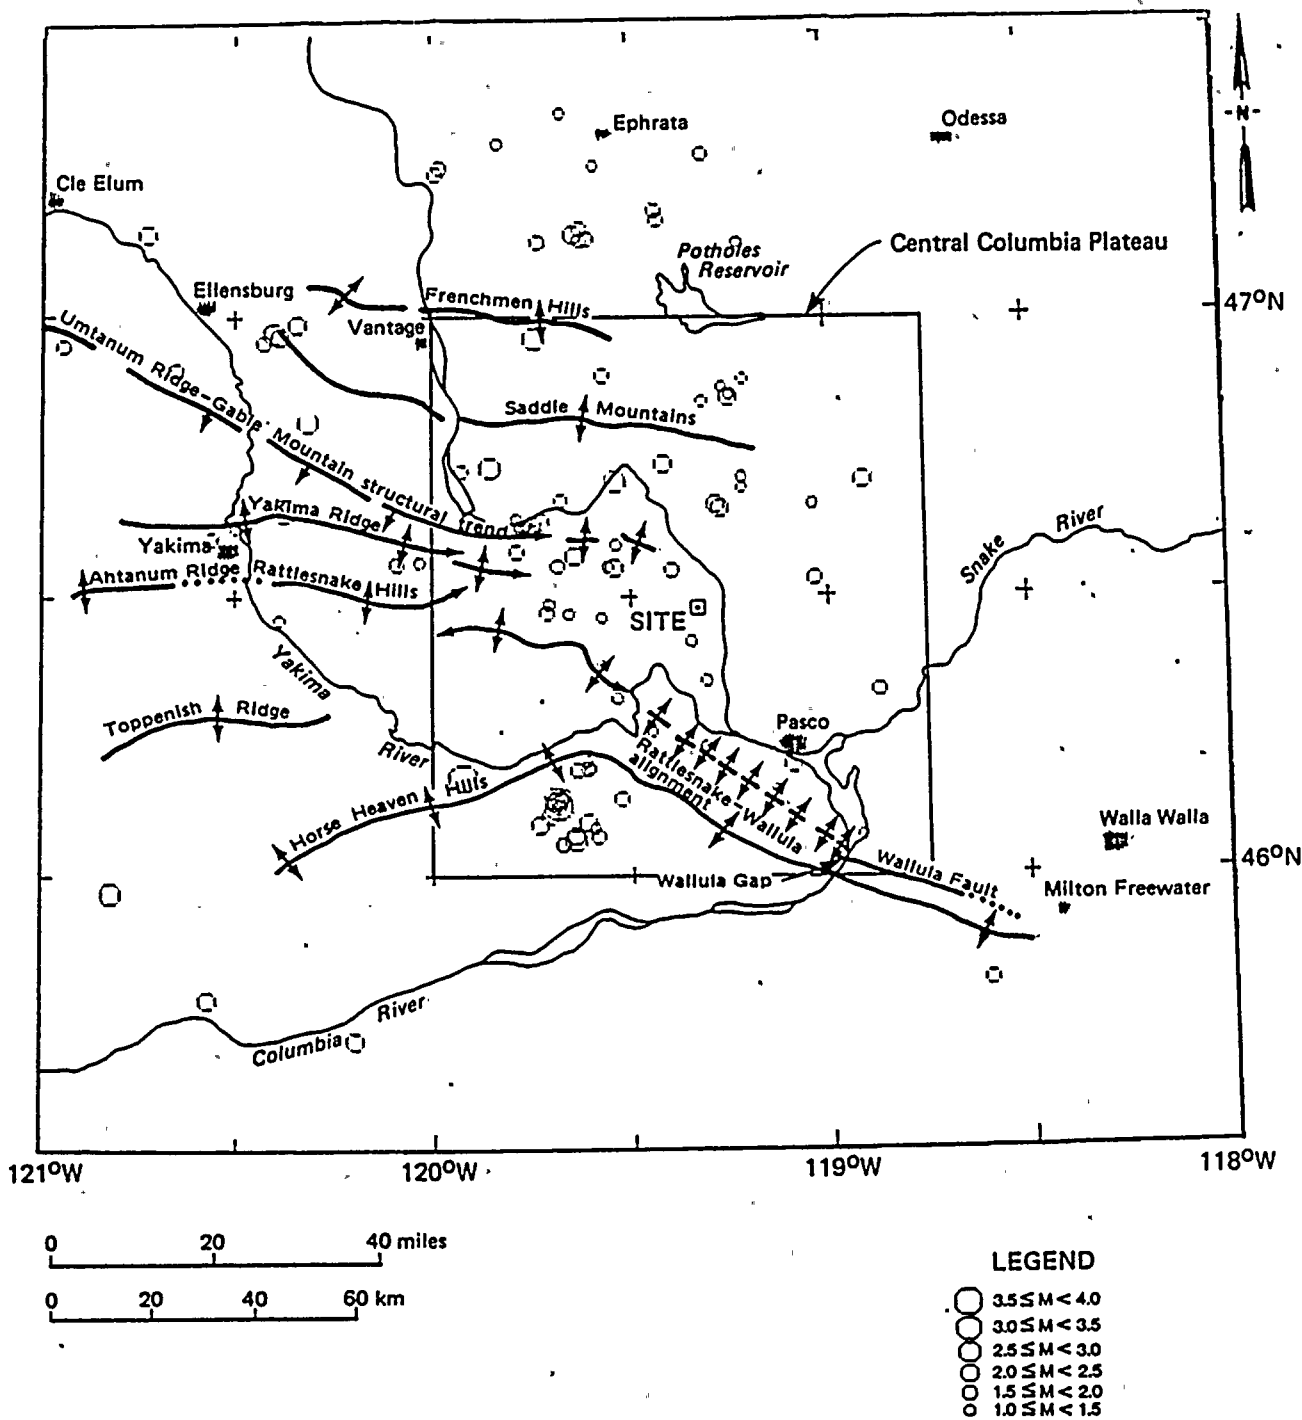 N
Ephrata
Odessa
Cle Elum
Central Columbia Plateau
Potholes
Reservoir
Ellensburg
Frenchmen Hills
47°N
Vantage
Umtanum Ridge-Gable Mountain structural trend
Saddle Mountains
Yakima Ridge
Yakima
Snake River
Ahtanum Ridge
Rattlesnake Hills
SITE
Yakima
River
Toppenish Ridge
Pasco
Rattlesnake-Wallula
alignment
Horse Heaven Hills
Walla Walla
Wallula Fault
46°N
Wallula Gap
Milton Freewater
Columbia River
121°W
120°W
119°W
118°W
0 20 40 miles
0 20 40 60 km
LEGEND
3.5 ≤ M < 4.0
3.0 ≤ M < 3.5
2.5 ≤ M < 3.0
2.0 ≤ M < 2.5
1.5 ≤ M < 2.0
1.0 ≤ M < 1.5